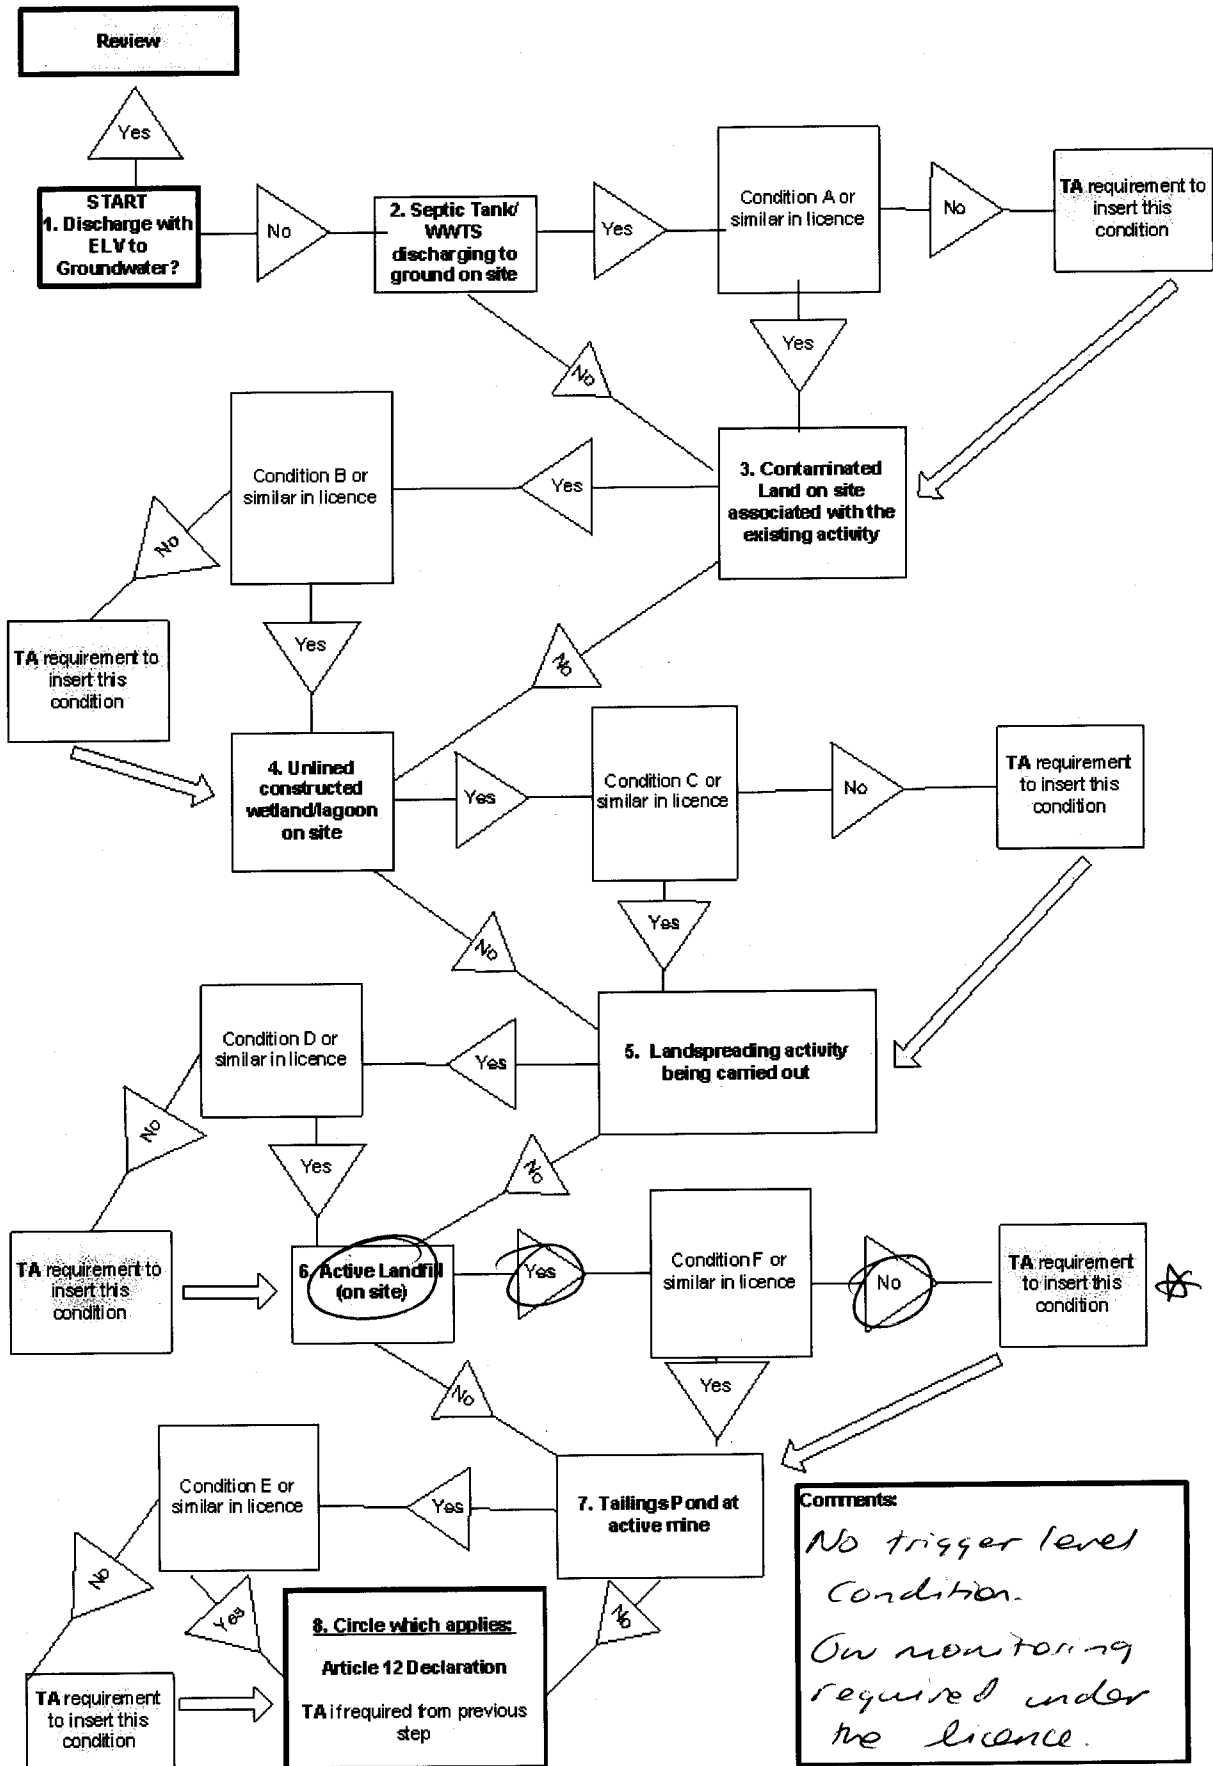 Review
Yes
START
1. Discharge with
ELV to
Groundwater?
No
2. Septic Tank/
WWTS
discharging to
ground on site
Yes
Condition A or
similar in licence
No
TA requirement to
insert this
condition
Yes
No
3. Contaminated
Land on site
associated with the
existing activity
Yes
Condition B or
similar in licence
No
TA requirement to
insert this
condition
Yes
No
4. Unlined
constructed
wetland/lagoon
on site
Yes
Condition C or
similar in licence
No
TA requirement
to insert this
condition
Yes
No
5. Landspreading activity
being carried out
Yes
Condition D or
similar in licence
No
TA requirement to
insert this
condition
Yes
No
6. Active Landfill
(on site)
Yes
Condition F or
similar in licence
No
TA requirement
to insert this
condition
Yes
No
7. Tailings Pond at
active mine
Yes
Condition E or
similar in licence
No
TA requirement
to insert this
condition
Yes
No
8. Circle which applies:
Article 12 Declaration
TA if required from previous
step
Comments:
No trigger level
condition.
GW monitoring
required under
the licence.